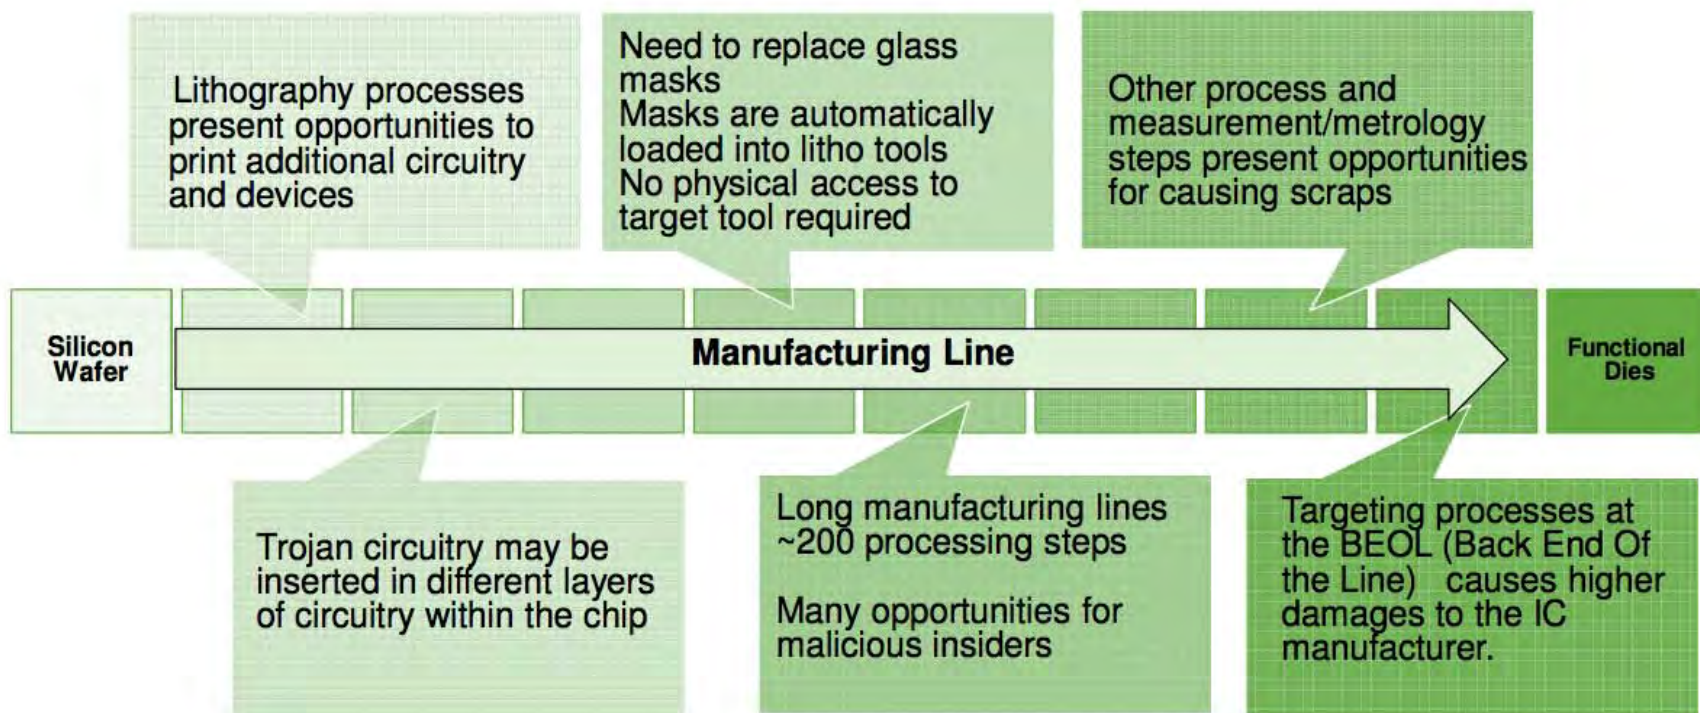 Lithography processes
present opportunities to
print additional circuitry
and devices
Need to replace glass
masks
Masks are automatically
loaded into litho tools
No physical access to
target tool required
Other process and
measurement/metrology
steps present opportunities
for causing scraps
Silicon
Wafer
Manufacturing Line
Functional
Dies
Trojan circuitry may be
inserted in different layers
of circuitry within the chip
Long manufacturing lines
~200 processing steps
Many opportunities for
malicious insiders
Targeting processes at
the BEOL (Back End Of
the Line) causes higher
damages to the IC
manufacturer.